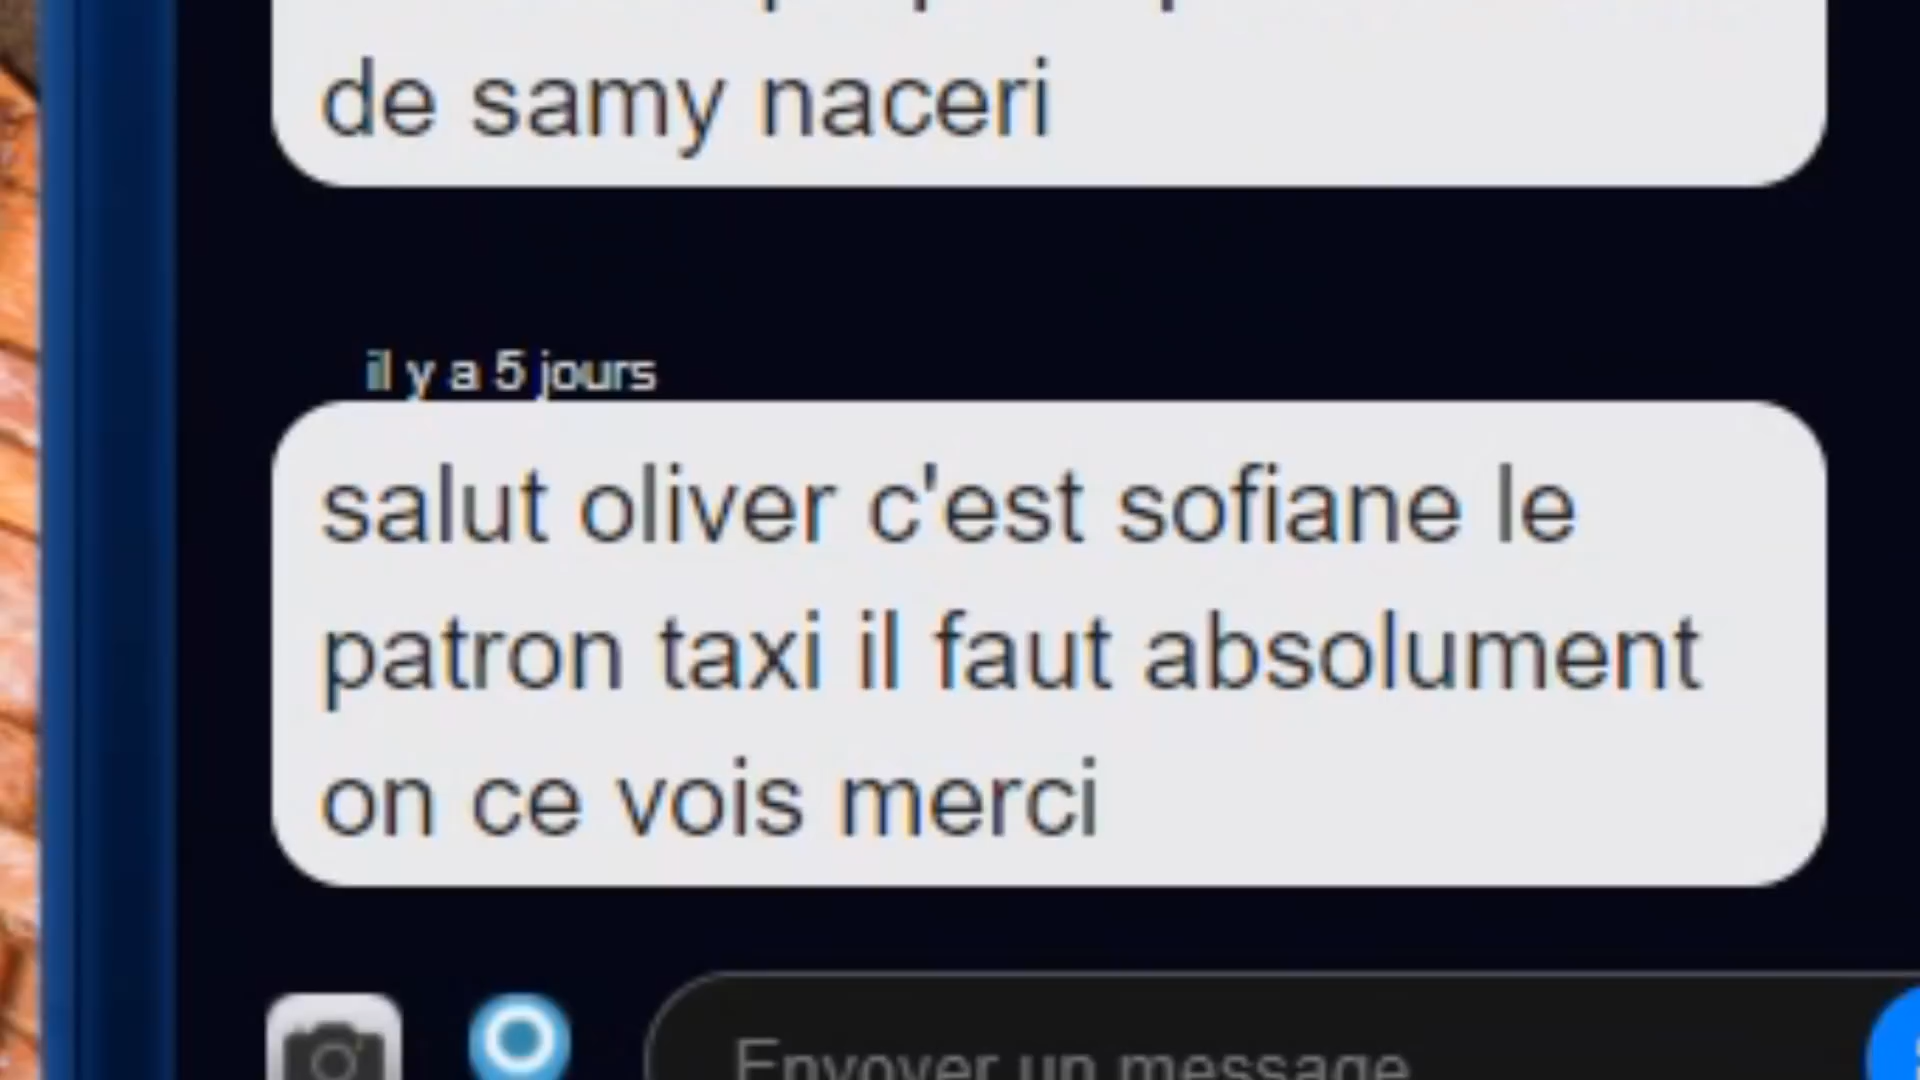 de samy naceri
il y a 5 jours
salut oliver c'est sofiane le
patron taxi il faut absolument
on ce vois merci
Envoyer un message